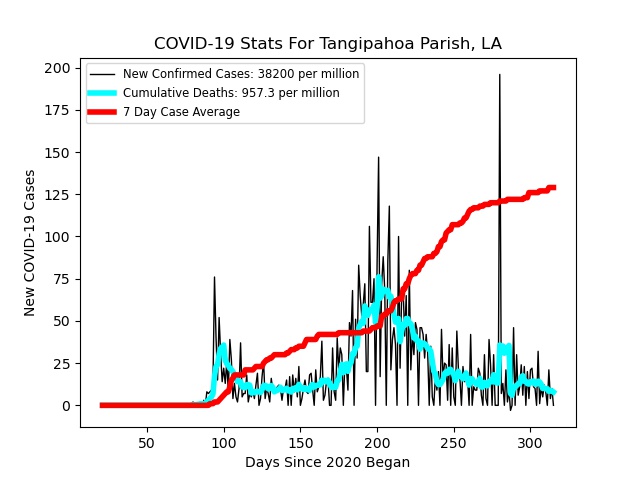 COVID-19 Stats For Tangipahoa Parish, LA
New Confirmed Cases: 38200 per million
Cumulative Deaths: 957.3 per million
7 Day Case Average
200
175
150
125
100
75
50
25
0
New COVID-19 Cases
50 100 150 200 250 300
Days Since 2020 Began